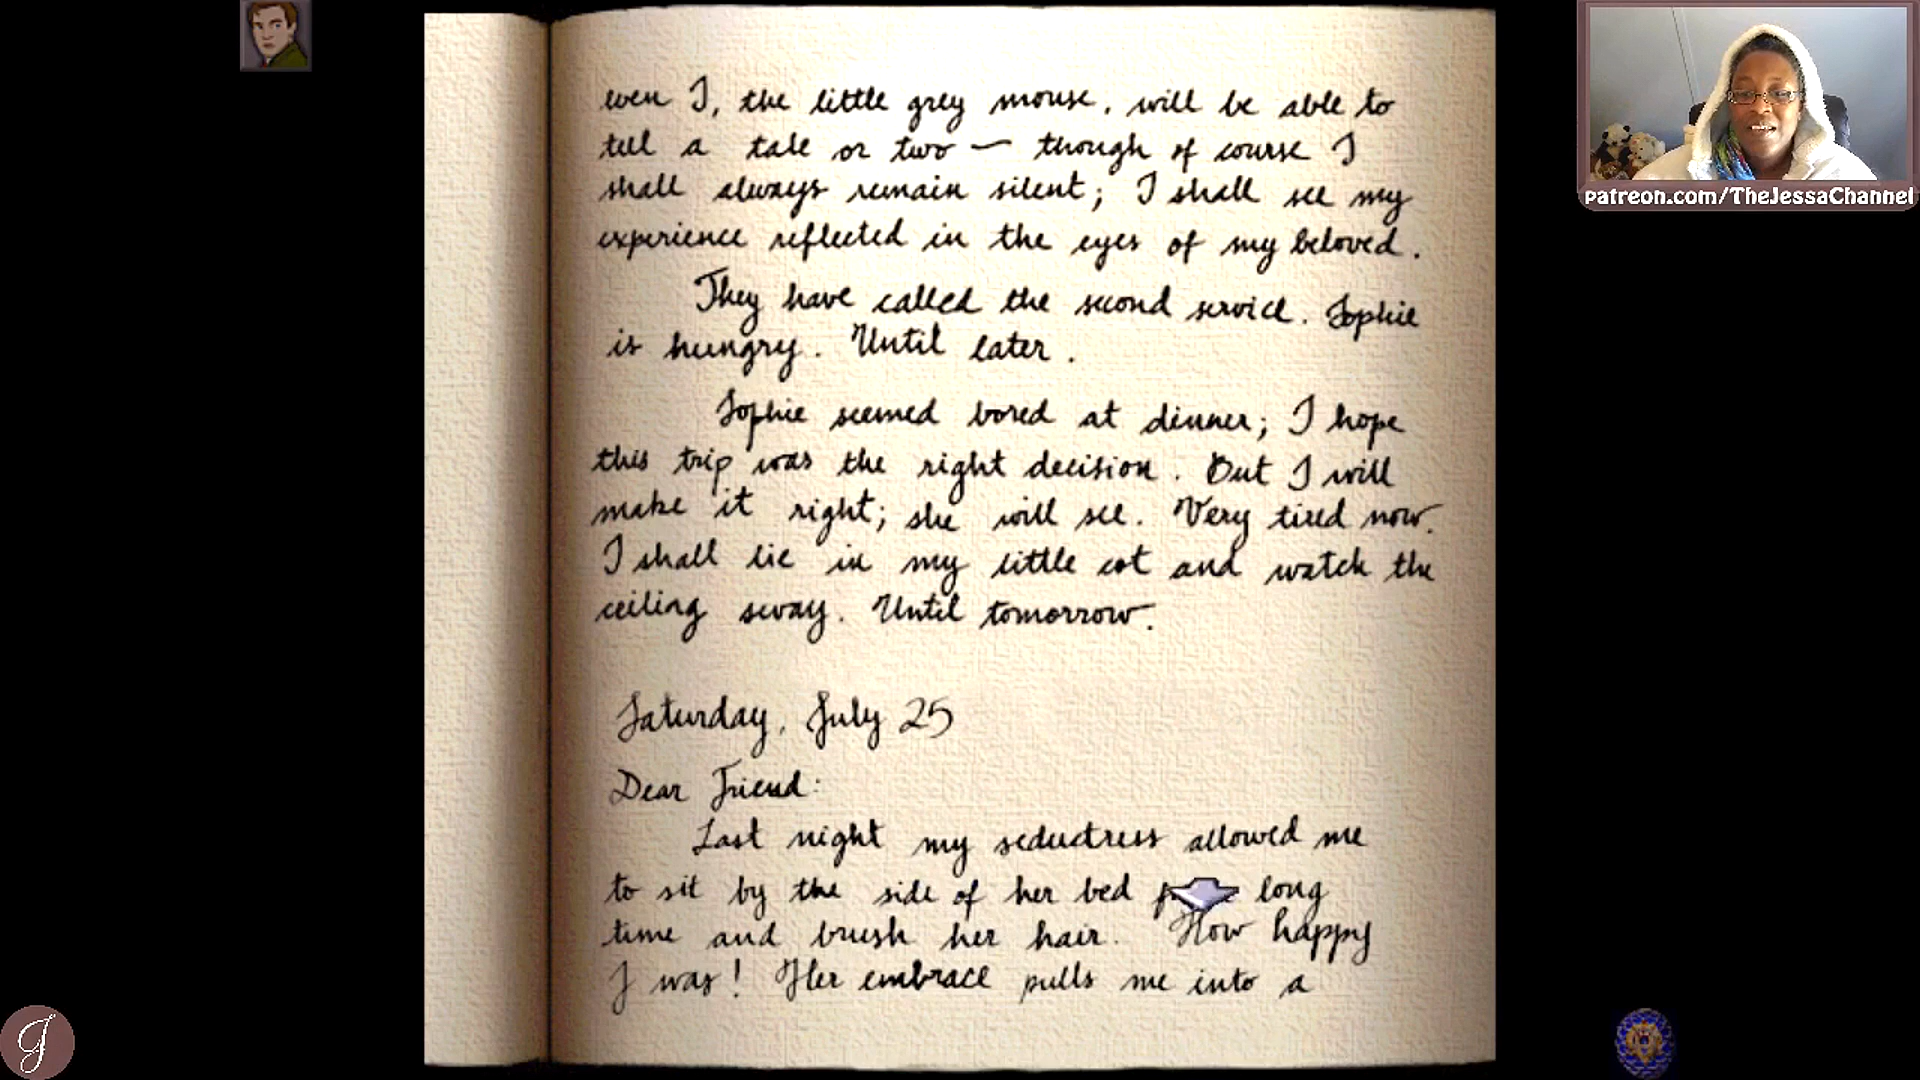 even I, the little grey mouse, will be able to
tell a tale or two — though of course I
shall always remain silent; I shall see my
experience reflected in the eyes of my beloved.
They have called the second service. Sophie
is hungry. Until later.
Sophie seemed bored at dinner; I hope
this trip was the right decision. But I will
make it right; she will see. Very tired now.
I shall lie in my little cot and watch the
ceiling sway. Until tomorrow.
Saturday, July 25
Dear Friend:
Last night my seductress allowed me
to sit by the side of her bed long
time and brush her hair. How happy
I was! Her embrace pulls me into a
patreon.com/TheJessaChannel
J